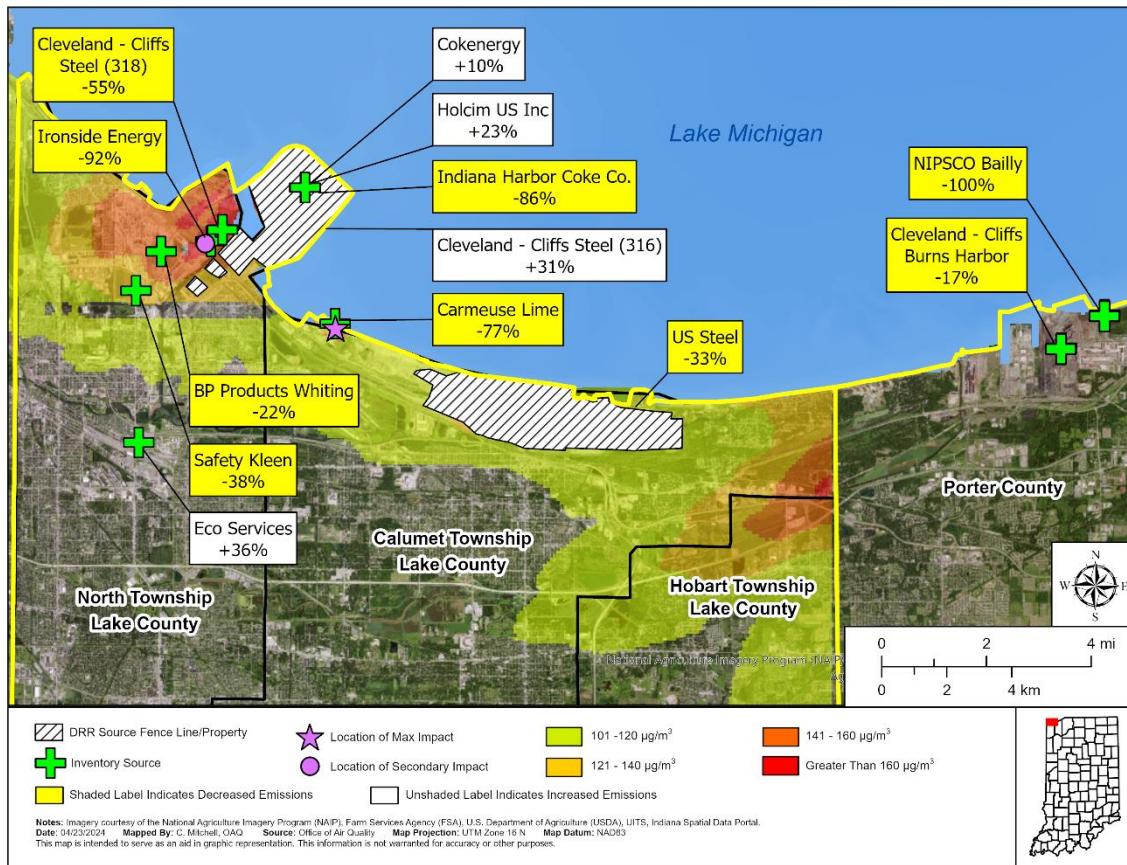 Cleveland - Cliffs
Steel (318)
-55%
Cokenergy
+10%
Holcim US Inc
+23%
Ironside Energy
-92%
Indiana Harbor Coke Co.
-86%
Lake Michigan
NIPSCO Bailly
-100%
Cleveland - Cliffs Steel (316)
+31%
Cleveland - Cliffs
Burns Harbor
-17%
Carmeuse Lime
-77%
US Steel
-33%
BP Products Whiting
-22%
Safety Kleen
-38%
Eco Services
+36%
North Township
Lake County
Calumet Township
Lake County
Hobart Township
Lake County
Porter County
National Agriculture Imagery Program
N
W
S
0 2 4 mi
0 2 4 km
DRR Source Fence Line/Property
Location of Max Impact
101 -120 µg/m³
141 - 160 µg/m³
Inventory Source
Location of Secondary Impact
121 - 140 µg/m³
Greater Than 160 µg/m³
Shaded Label Indicates Decreased Emissions
Unshaded Label Indicates Increased Emissions
Notes: Imagery courtesy of the National Agriculture Imagery Program (NAIP), Farm Services Agency (FSA), U.S. Department of Agriculture (USDA), UITS, Indiana Spatial Data Portal.
Date: 04/23/2024 Mapped By: C. Mitchell, OAQ Source: Office of Air Quality Map Projection: UTM Zone 16 N Map Datum: NAD83
This map is intended to serve as an aid in graphic representation. This information is not warranted for accuracy or other purposes.